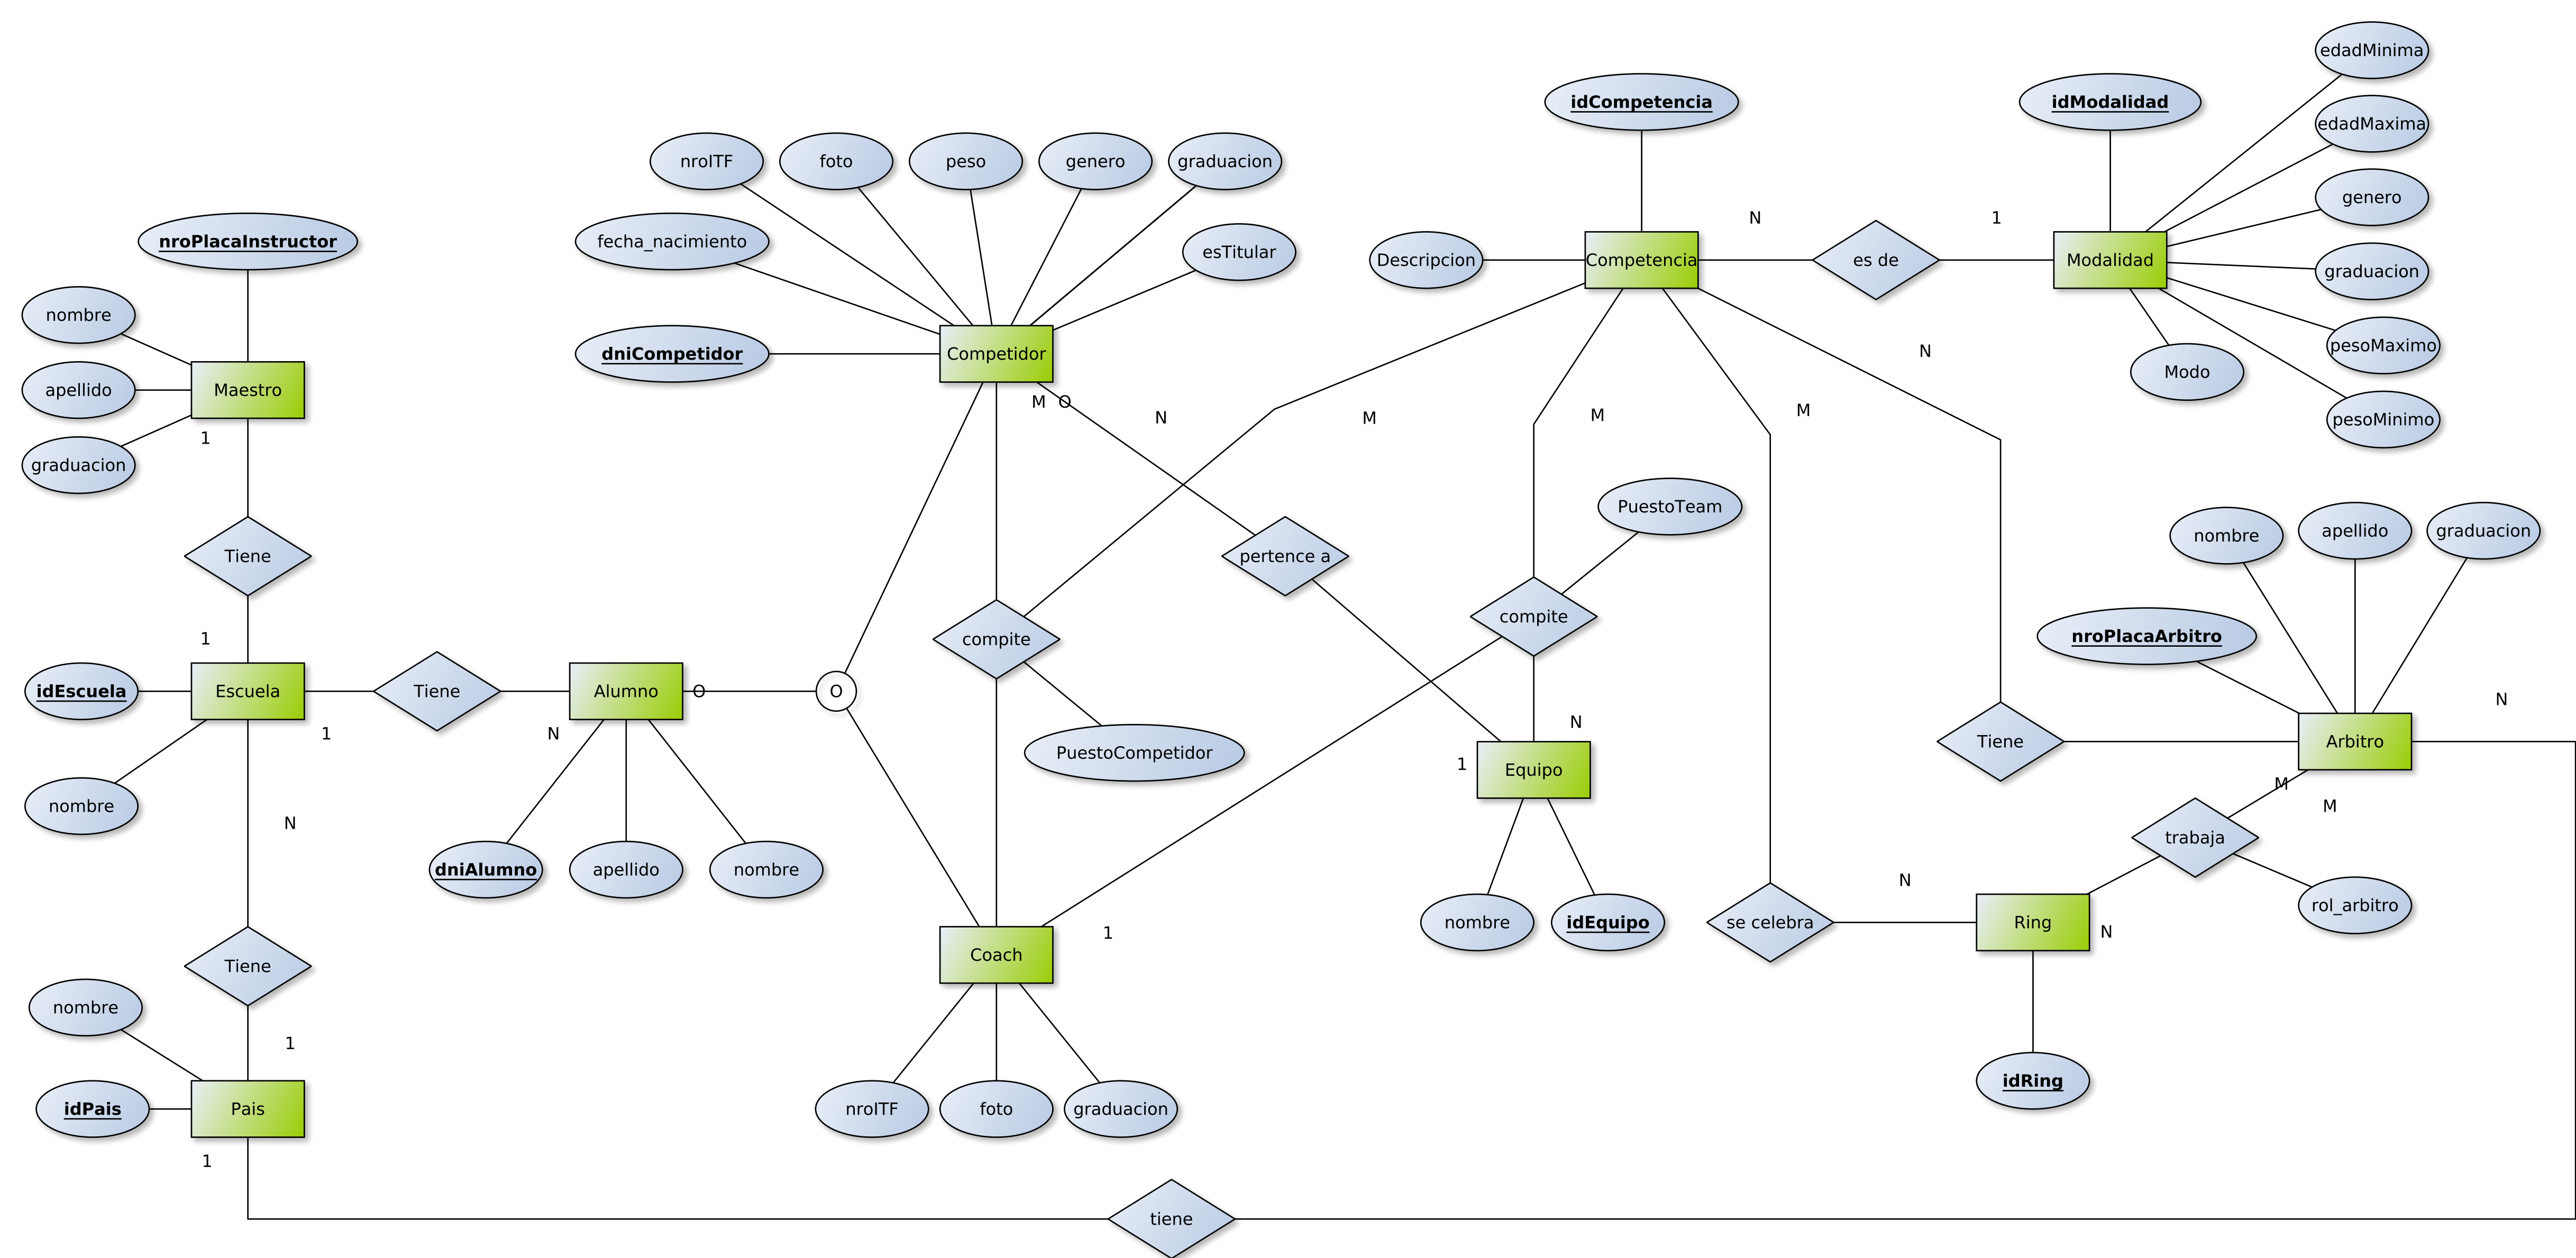 edadMinima
idCompetencia
idModalidad
edadMaxima
nroITF
foto
peso
genero
graduacion
genero
N
1
nroPlacaInstructor
fecha_nacimiento
esTitular
Descripcion
Competencia
es de
Modalidad
graduacion
nombre
dniCompetidor
Competidor
N
pesoMaximo
Modo
apellido
Maestro
M
O
N
M
M
M
pesoMinimo
1
graduacion
PuestoTeam
nombre
apellido
graduacion
Tiene
pertence a
compite
1
compite
nroPlacaArbitro
idEscuela
Escuela
Tiene
Alumno
O
O
N
1
N
PuestoCompetidor
N
Tiene
Arbitro
1
Equipo
M
nombre
M
N
trabaja
dniAlumno
apellido
nombre
N
rol_arbitro
nombre
idEquipo
se celebra
Ring
N
1
Coach
Tiene
nombre
1
idRing
idPais
Pais
nroITF
foto
graduacion
1
tiene